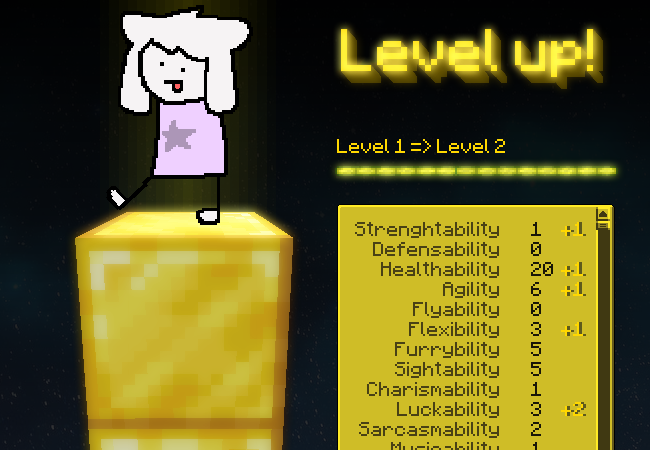 Level up!
Level 1 => Level 2
Strenghtability 1 +1
Defensability 0
Healthability 20 +1
Agility 6 +1
Flyability 0
Flexibility 3 +1
Furrybility 5
Sightability 5
Charismability 1
Luckability 3 +2
Sarcasmability 2